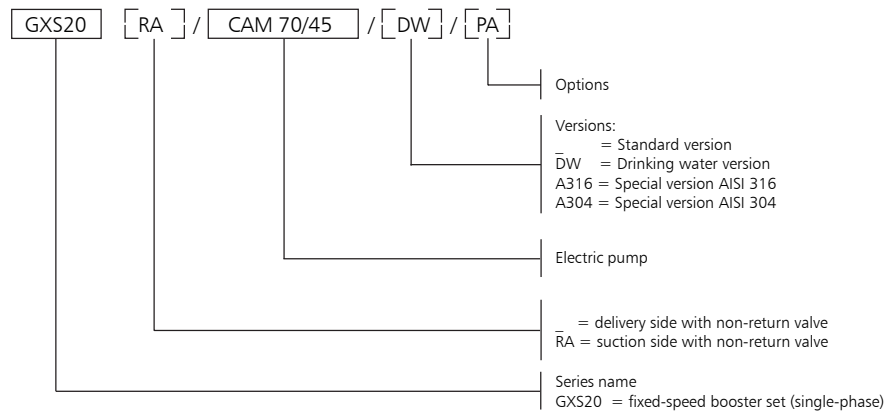 GXS20 RA / CAM 70/45 / DW / PA
Options
Versions:
_ = Standard version
DW = Drinking water version
A316 = Special version AISI 316
A304 = Special version AISI 304
Electric pump
_ = delivery side with non-return valve
RA = suction side with non-return valve
Series name
GXS20 = fixed-speed booster set (single-phase)